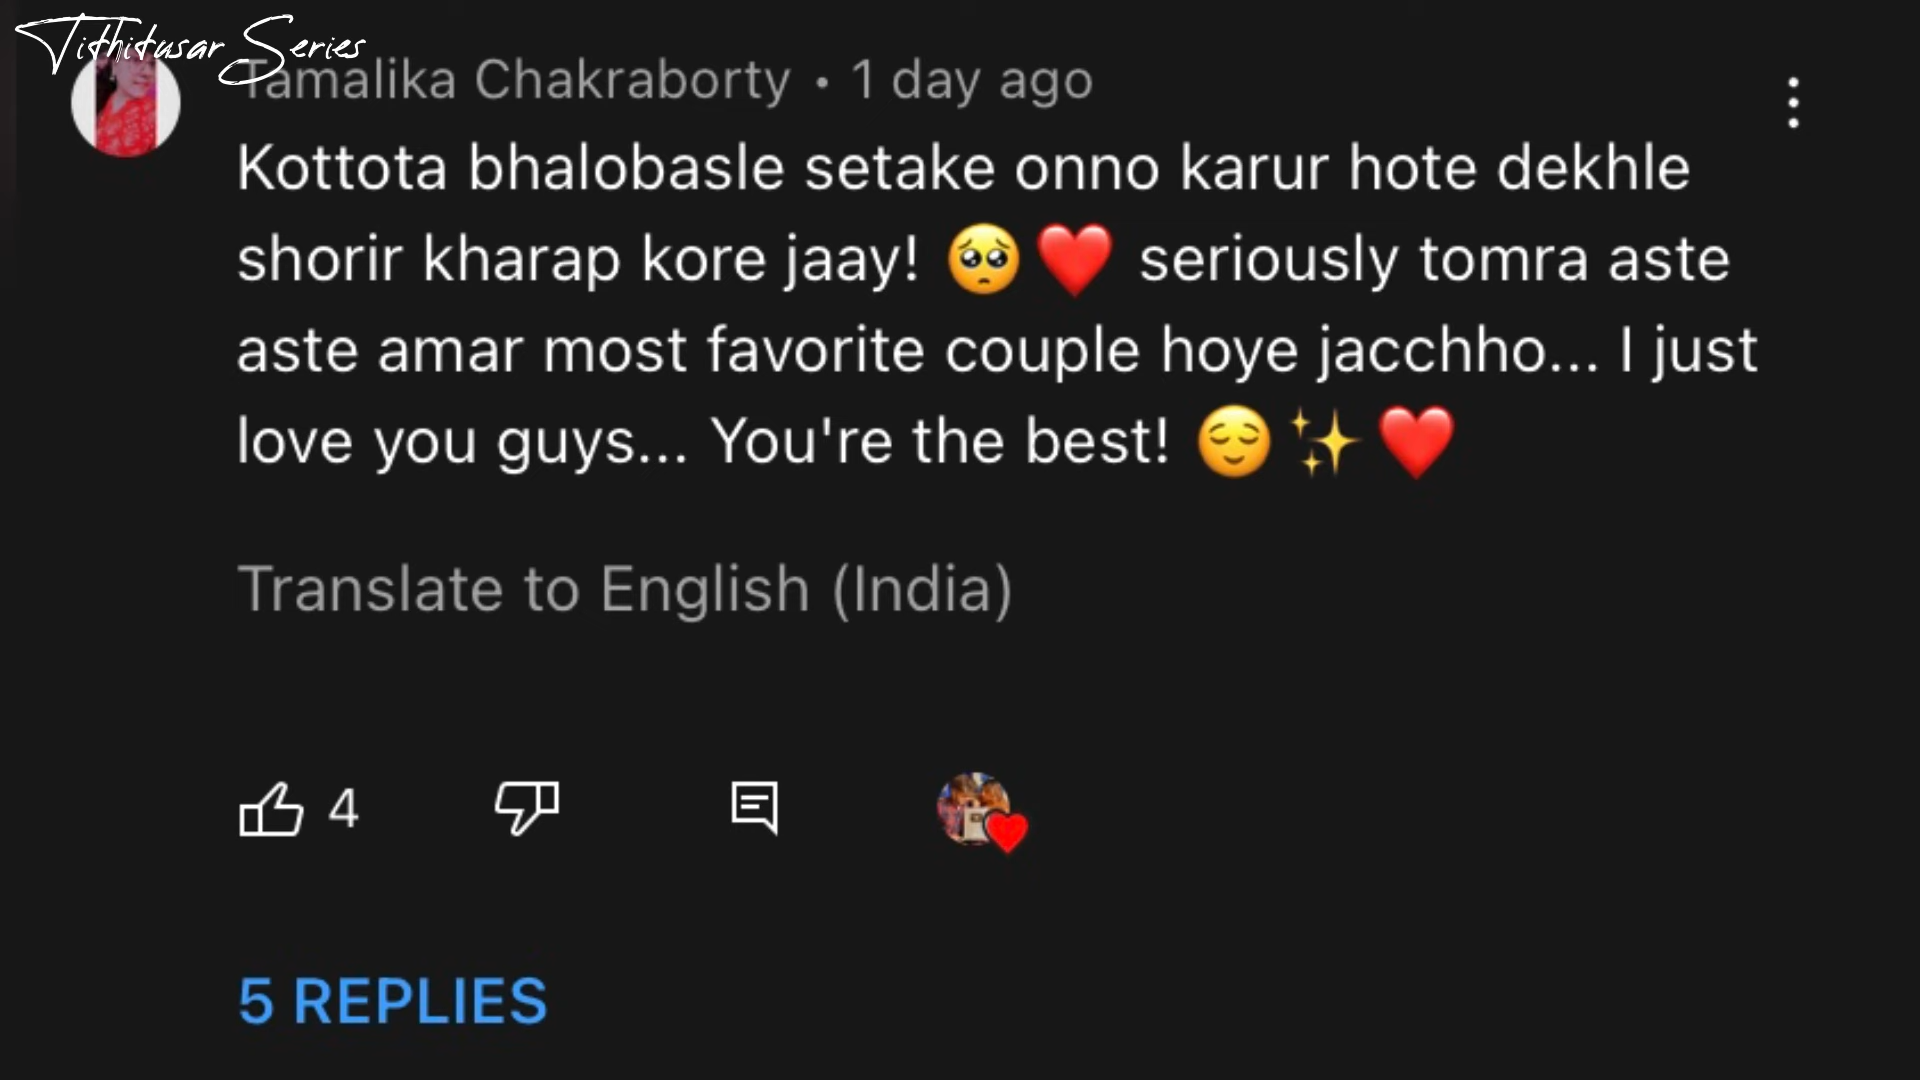 Tithitusar Series
Tamalika Chakraborty • 1 day ago
Kottota bhalobasle setake onno karur hote dekhle
shorir kharap kore jaay! 🥺❤️ seriously tomra aste
aste amar most favorite couple hoye jacchho... I just
love you guys... You're the best! 😌✨❤️
Translate to English (India)
4
5 REPLIES